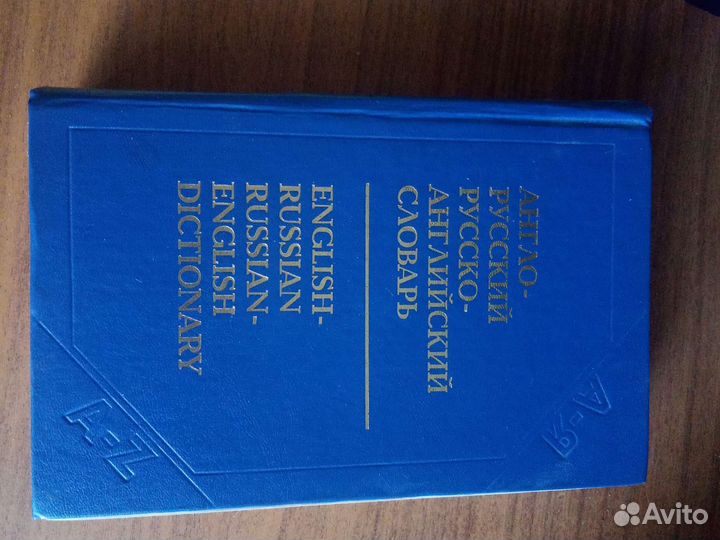 АНГЛО-
РУССКИЙ
РУССКО-
АНГЛИЙСКИЙ
СЛОВАРЬ
ENGLISH-
RUSSIAN
RUSSIAN-
ENGLISH
DICTIONARY
А-Я
A-Z
Avito